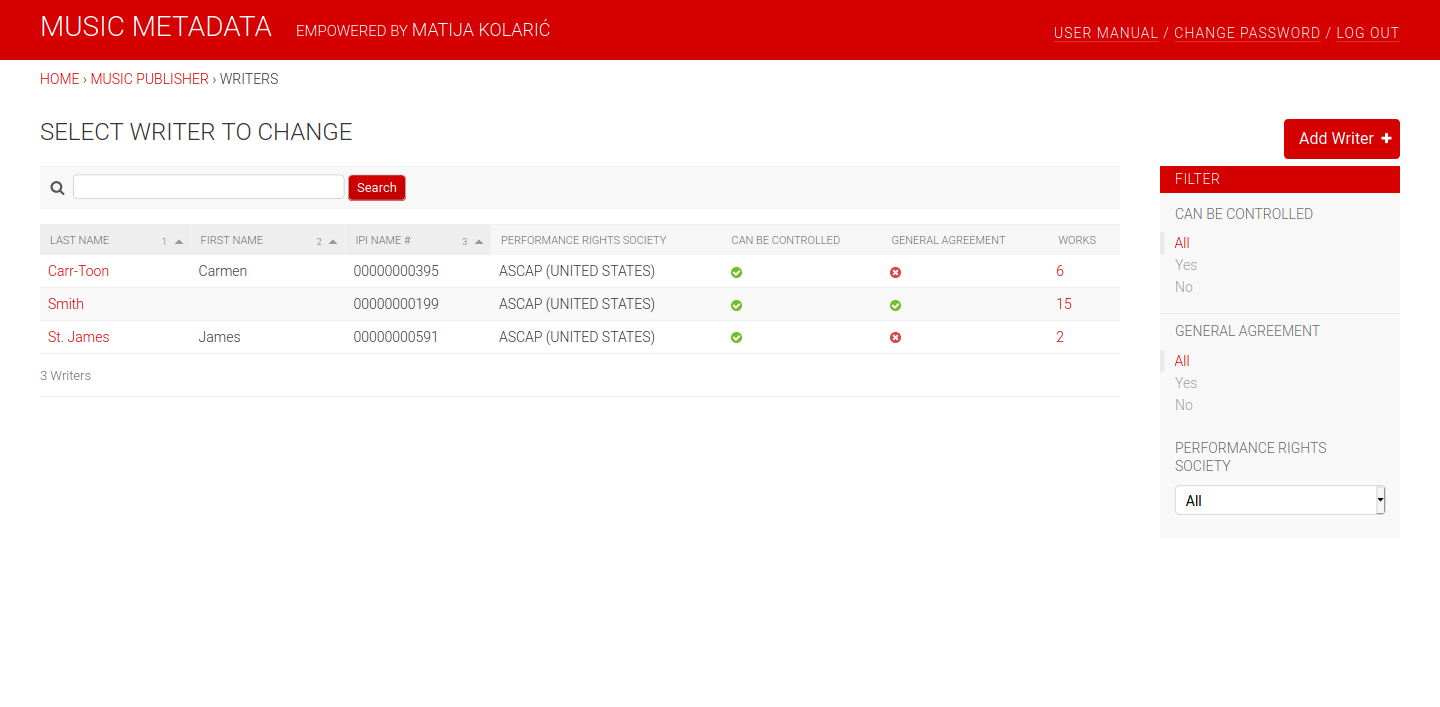 MUSIC METADATA EMPOWERED BY MATIJA KOLARIĆ USER MANUAL / CHANGE PASSWORD / LOG OUT
HOME › MUSIC PUBLISHER › WRITERS
SELECT WRITER TO CHANGE
Add Writer
Search
LAST NAME 1 FIRST NAME 2 IPI NAME # 3 PERFORMANCE RIGHTS SOCIETY CAN BE CONTROLLED GENERAL AGREEMENT WORKS
Carr-Toon Carmen 00000000395 ASCAP (UNITED STATES) 6
Smith 00000000199 ASCAP (UNITED STATES) 15
St. James James 00000000591 ASCAP (UNITED STATES) 2
3 Writers
FILTER
CAN BE CONTROLLED
All
Yes
No
GENERAL AGREEMENT
All
Yes
No
PERFORMANCE RIGHTS
SOCIETY
All